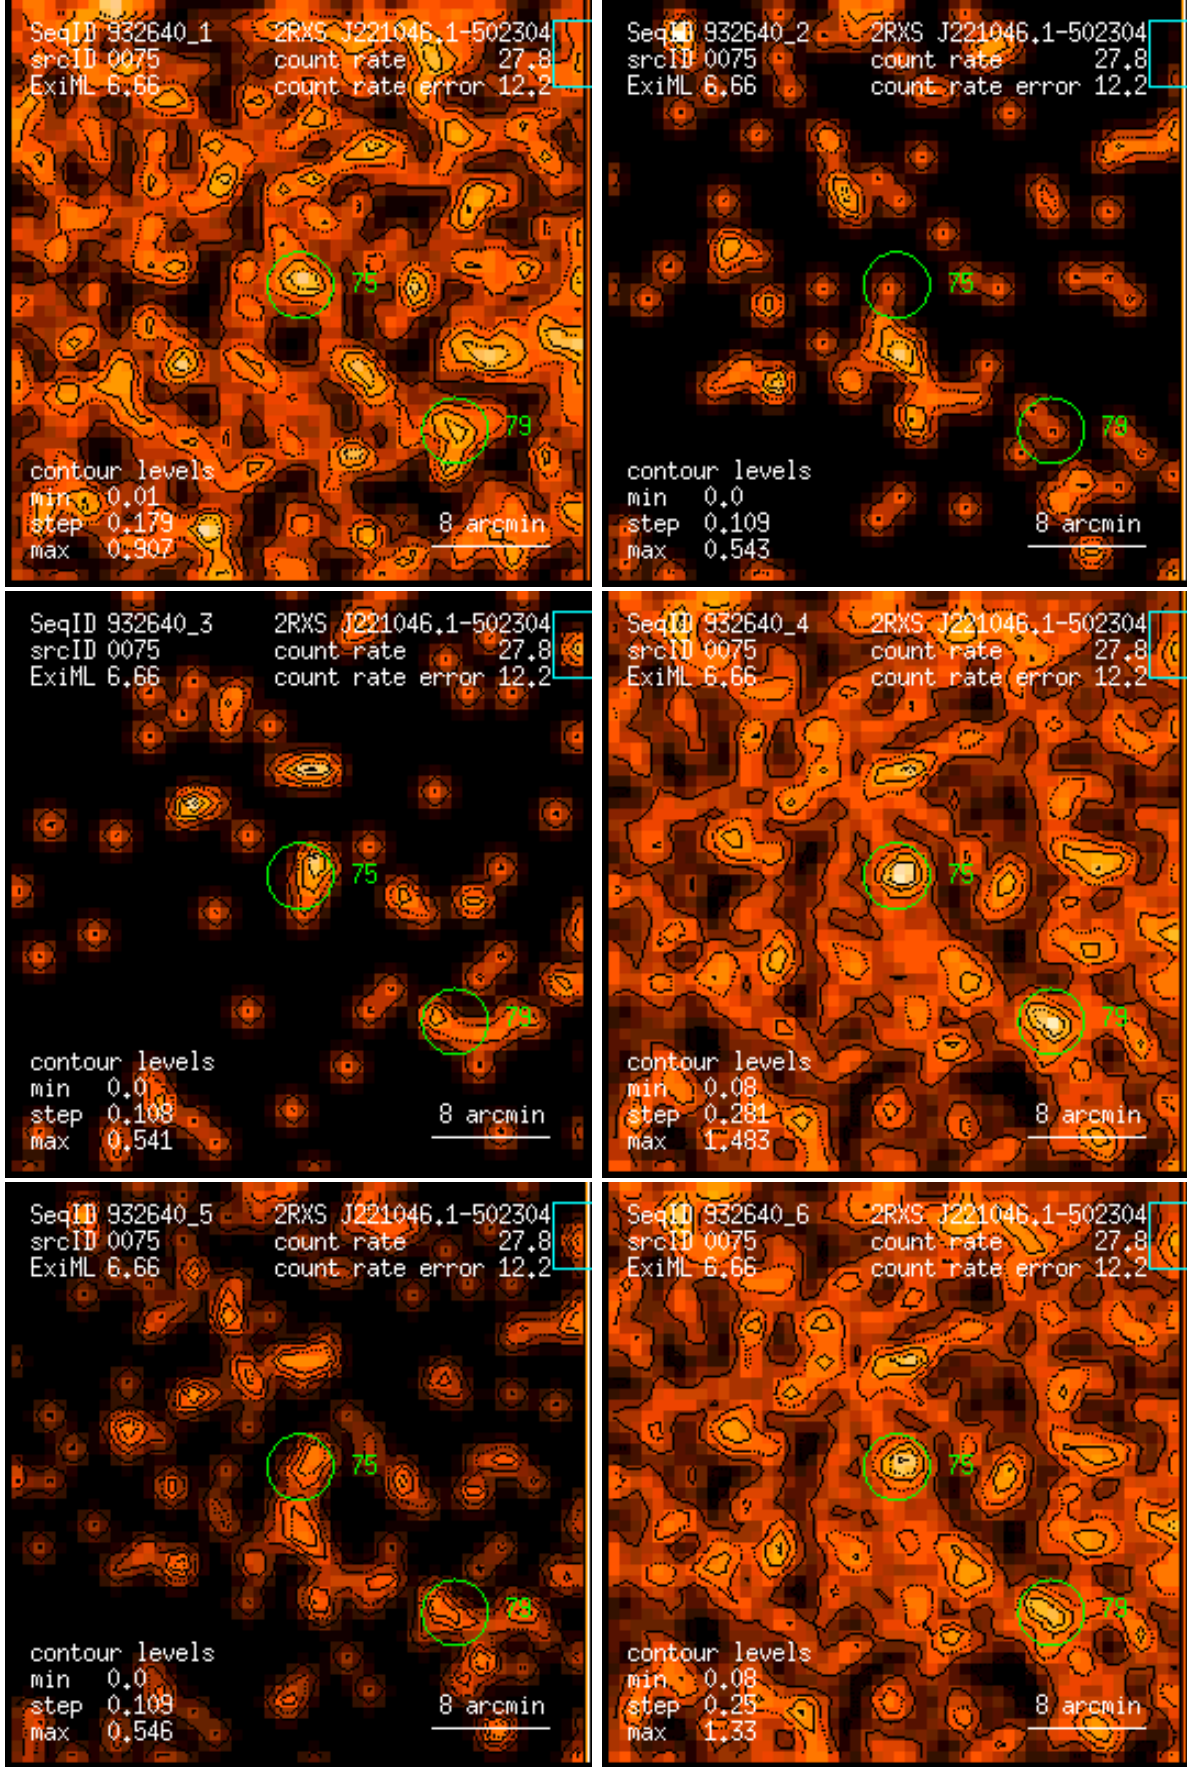 SeqID 932640_1 2RXS J221046.1-502304
srcID 0075 count rate 27.8
ExiML 6.66 count rate error 12.2
75
79
contour levels
min 0.01
step 0.179 8 arcmin
max 0.907
SeqID 932640_2 2RXS J221046.1-502304
srcID 0075 count rate 27.8
ExiML 6.66 count rate error 12.2
75
79
contour levels
min 0.0
step 0.109 8 arcmin
max 0.543
SeqID 932640_3 2RXS J221046.1-502304
srcID 0075 count rate 27.8
ExiML 6.66 count rate error 12.2
75
79
contour levels
min 0.0
step 0.108 8 arcmin
max 0.541
SeqID 932640_4 2RXS J221046.1-502304
srcID 0075 count rate 27.8
ExiML 6.66 count rate error 12.2
75
79
contour levels
min 0.08
step 0.281 8 arcmin
max 1.483
SeqID 932640_5 2RXS J221046.1-502304
srcID 0075 count rate 27.8
ExiML 6.66 count rate error 12.2
75
79
contour levels
min 0.0
step 0.109 8 arcmin
max 0.546
SeqID 932640_6 2RXS J221046.1-502304
srcID 0075 count rate 27.8
ExiML 6.66 count rate error 12.2
75
79
contour levels
min 0.08
step 0.25 8 arcmin
max 1.33